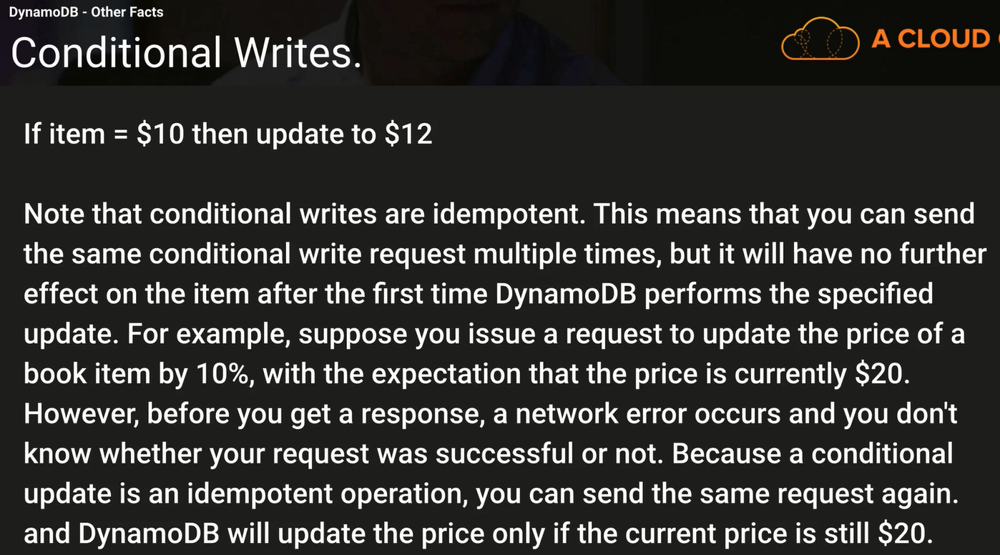 DynamoDB - Other Facts
Conditional Writes.
A CLOUD
If item = $10 then update to $12
Note that conditional writes are idempotent. This means that you can send
the same conditional write request multiple times, but it will have no further
effect on the item after the first time DynamoDB performs the specified
update. For example, suppose you issue a request to update the price of a
book item by 10%, with the expectation that the price is currently $20.
However, before you get a response, a network error occurs and you don't
know whether your request was successful or not. Because a conditional
update is an idempotent operation, you can send the same request again.
and DynamoDB will update the price only if the current price is still $20.